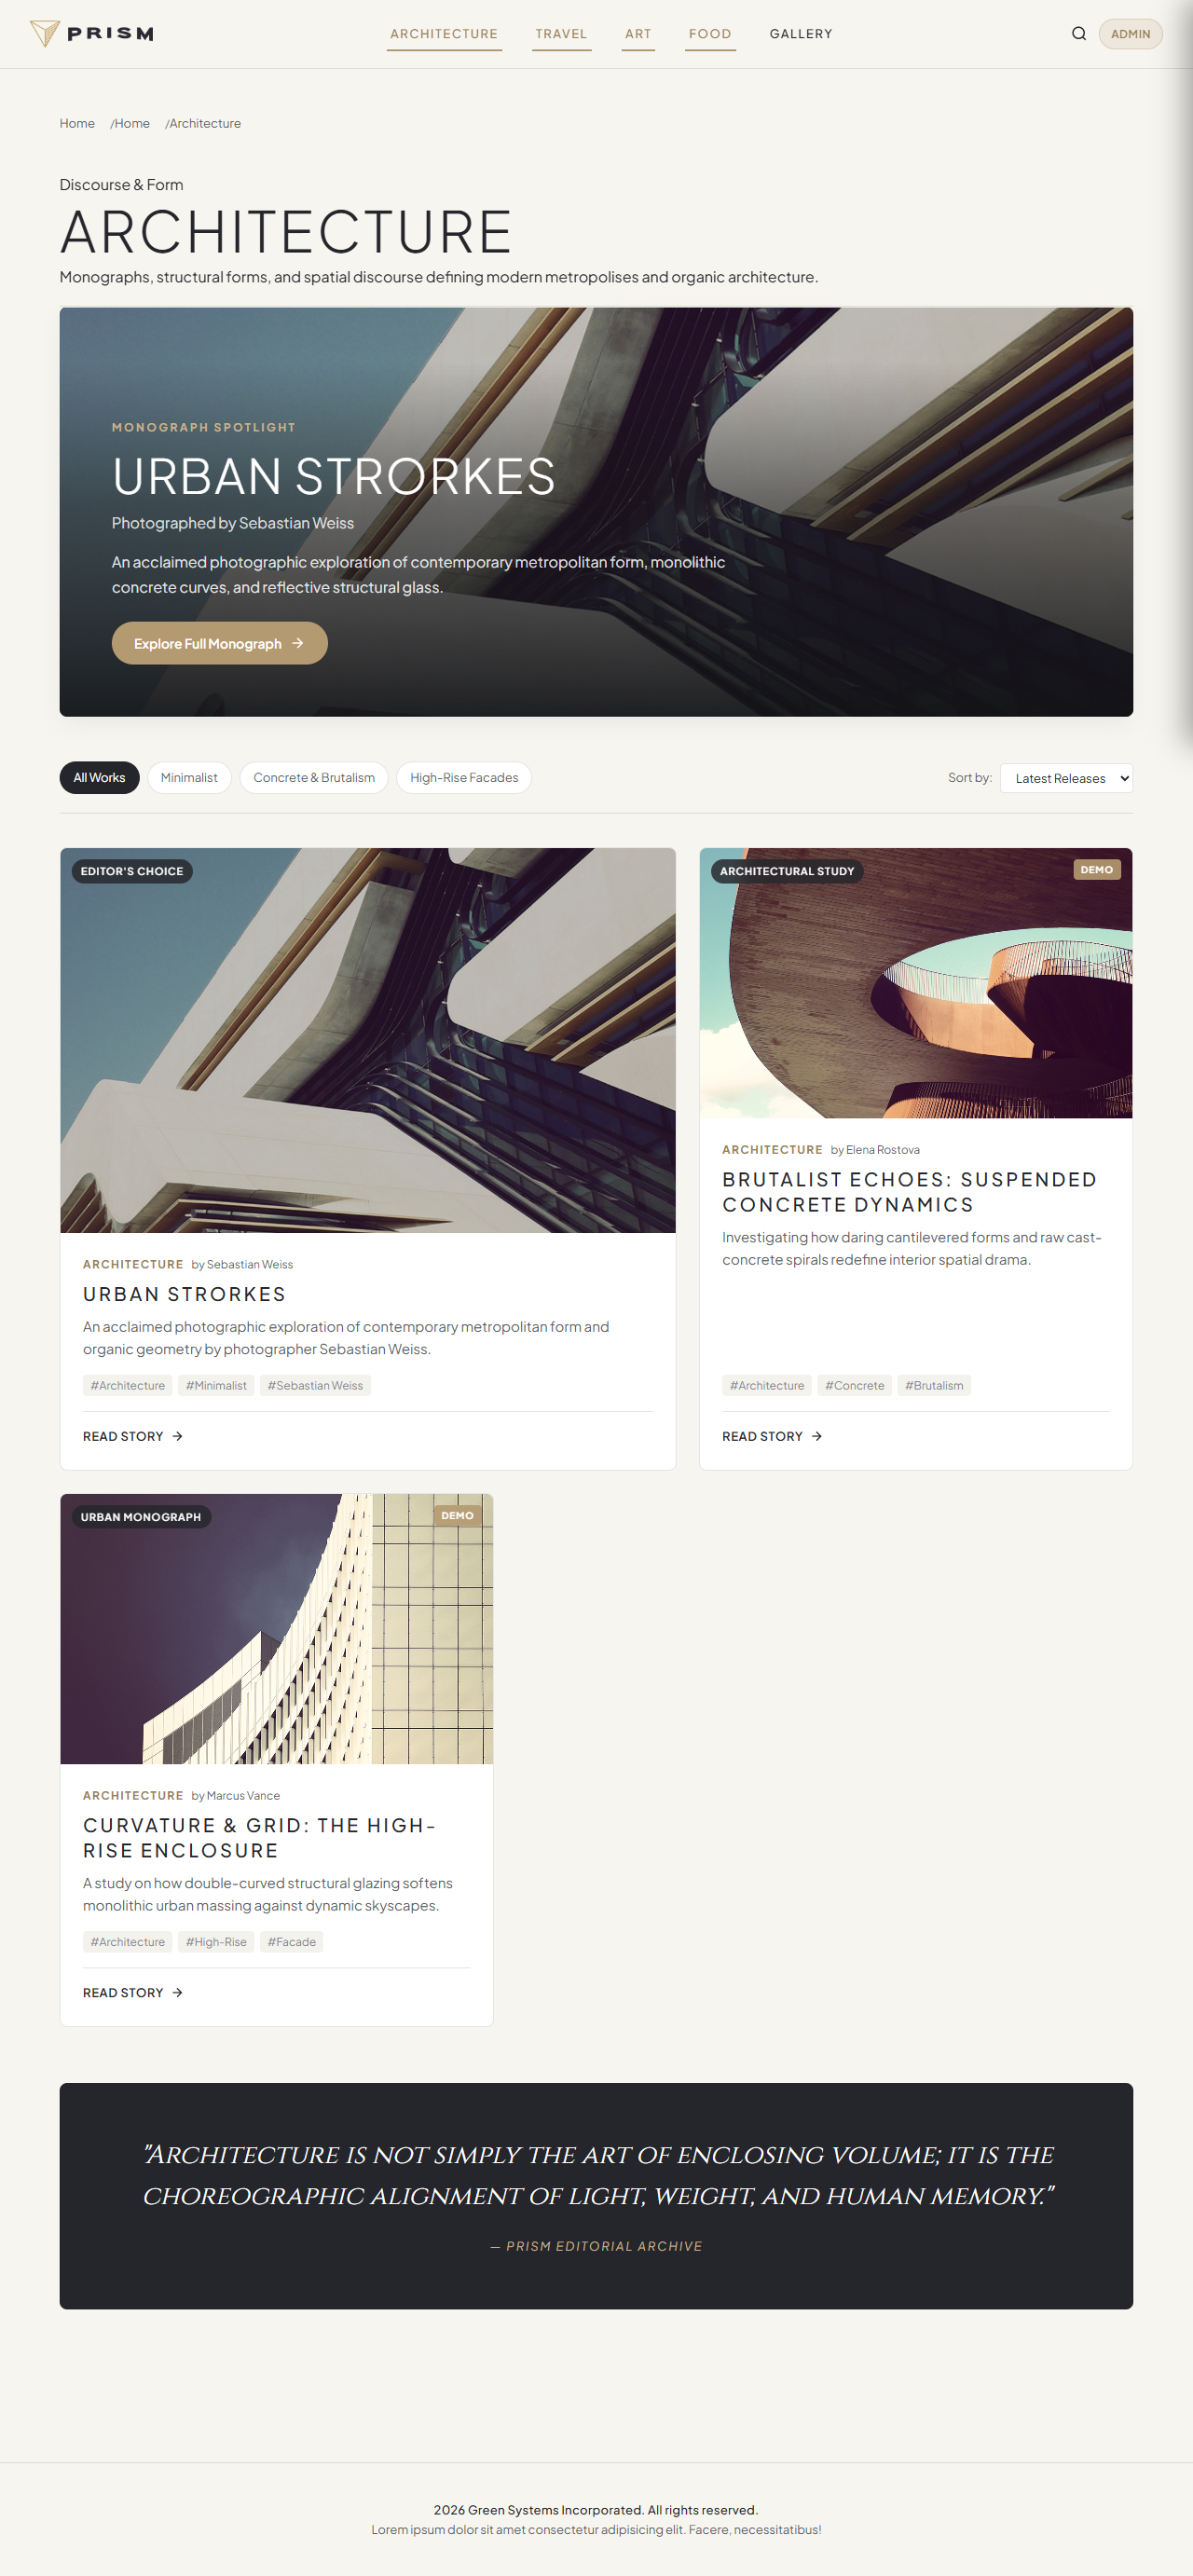 PRISM
ARCHITECTURE TRAVEL ART FOOD GALLERY
ADMIN
Home /Home /Architecture
Discourse & Form
ARCHITECTURE
Monographs, structural forms, and spatial discourse defining modern metropolises and organic architecture.
MONOGRAPH SPOTLIGHT
URBAN STRORKES
Photographed by Sebastian Weiss
An acclaimed photographic exploration of contemporary metropolitan form, monolithic
concrete curves, and reflective structural glass.
Explore Full Monograph →
All Works Minimalist Concrete & Brutalism High-Rise Facades
Sort by: Latest Releases
EDITOR'S CHOICE
ARCHITECTURE by Sebastian Weiss
URBAN STRORKES
An acclaimed photographic exploration of contemporary metropolitan form and
organic geometry by photographer Sebastian Weiss.
#Architecture #Minimalist #Sebastian Weiss
READ STORY →
ARCHITECTURAL STUDY
DEMO
ARCHITECTURE by Elena Rostova
BRUTALIST ECHOES: SUSPENDED
CONCRETE DYNAMICS
Investigating how daring cantilevered forms and raw cast-
concrete spirals redefine interior spatial drama.
#Architecture #Concrete #Brutalism
READ STORY →
URBAN MONOGRAPH
DEMO
ARCHITECTURE by Marcus Vance
CURVATURE & GRID: THE HIGH-
RISE ENCLOSURE
A study on how double-curved structural glazing softens
monolithic urban massing against dynamic skyscapes.
#Architecture #High-Rise #Facade
READ STORY →
"ARCHITECTURE IS NOT SIMPLY THE ART OF ENCLOSING VOLUME; IT IS THE
CHOREOGRAPHIC ALIGNMENT OF LIGHT, WEIGHT, AND HUMAN MEMORY."
— PRISM EDITORIAL ARCHIVE
2026 Green Systems Incorporated. All rights reserved.
Lorem ipsum dolor sit amet consectetur adipisicing elit. Facere, necessitatibus!